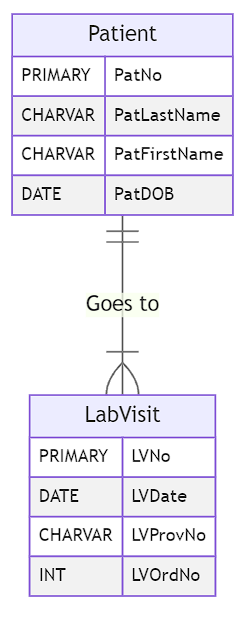 Patient
PRIMARY PatNo
CHARVAR PatLastName
CHARVAR PatFirstName
DATE PatDOB
Goes to
LabVisit
PRIMARY LVNo
DATE LVDate
CHARVAR LVProvNo
INT LVOrdNo